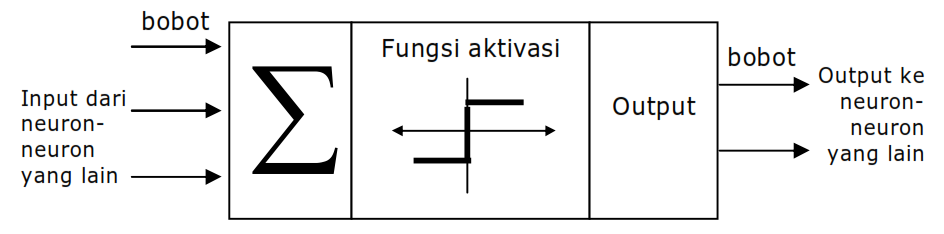 bobot
Input dari
neuron-
neuron
yang lain
∑
Fungsi aktivasi
Output
bobot
Output ke
neuron-
neuron
yang lain